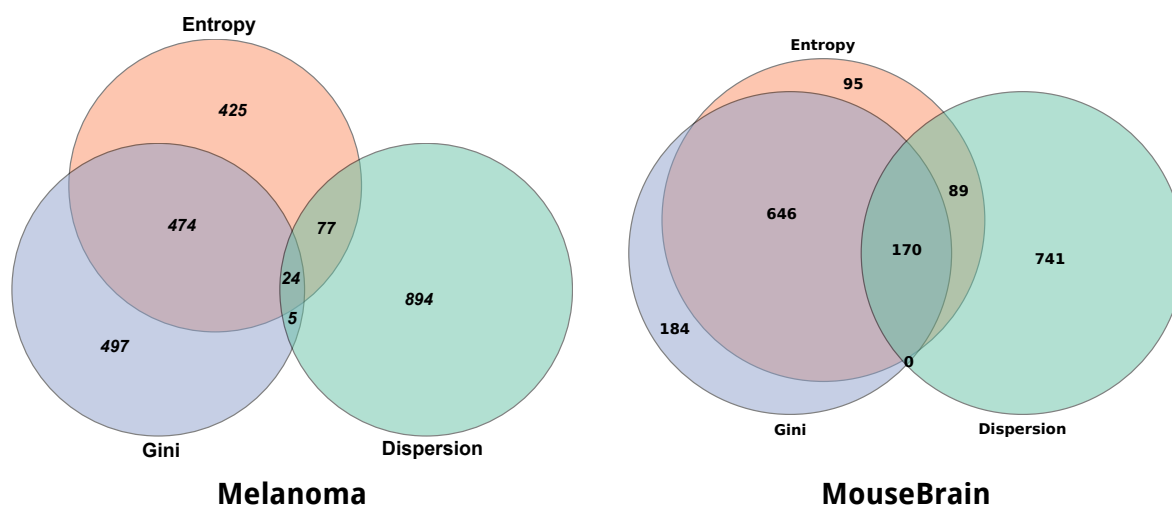 Entropy
425
474
77
24
5
894
497
Gini
Dispersion
Melanoma
Entropy
95
89
646
170
741
184
0
Gini
Dispersion
MouseBrain